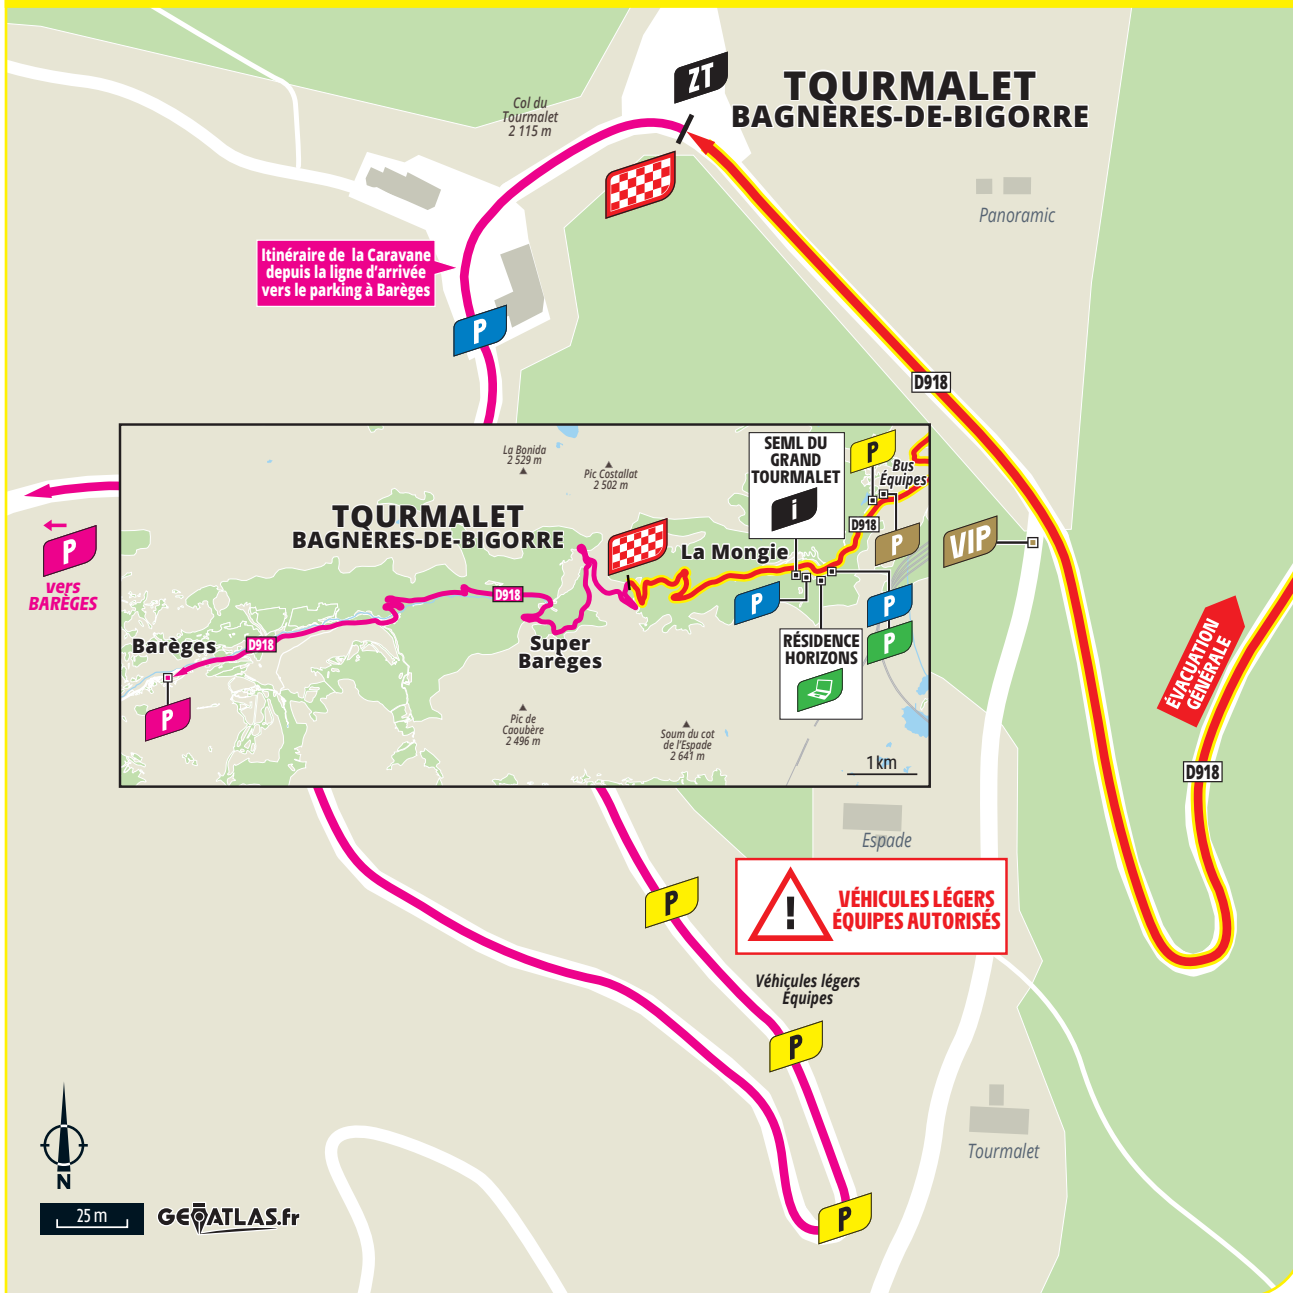 ZT
TOURMALET
BAGNÈRES-DE-BIGORRE
Col du
Tourmalet
2 115 m
Panoramic
Itinéraire de la Caravane
depuis la ligne d'arrivée
vers le parking à Barèges
P
D918
P
vers
BARÈGES
La Bonida
2 529 m
Pic Costallat
2 502 m
SEML DU
GRAND
TOURMALET
i
P
Bus
Équipes
D918
P
VIP
TOURMALET
BAGNÈRES-DE-BIGORRE
La Mongie
P
P
P
D918
Barèges
D918
Super
Barèges
RÉSIDENCE
HORIZONS
P
Pic de
Caoubère
2 496 m
Soum du cot
de l'Espade
2 641 m
1 km
ÉVACUATION
GÉNÉRALE
D918
Espade
VÉHICULES LÉGERS
ÉQUIPES AUTORISÉS
!
P
Véhicules légers
Équipes
P
P
Tourmalet
N
25 m
GEOATLAS.fr